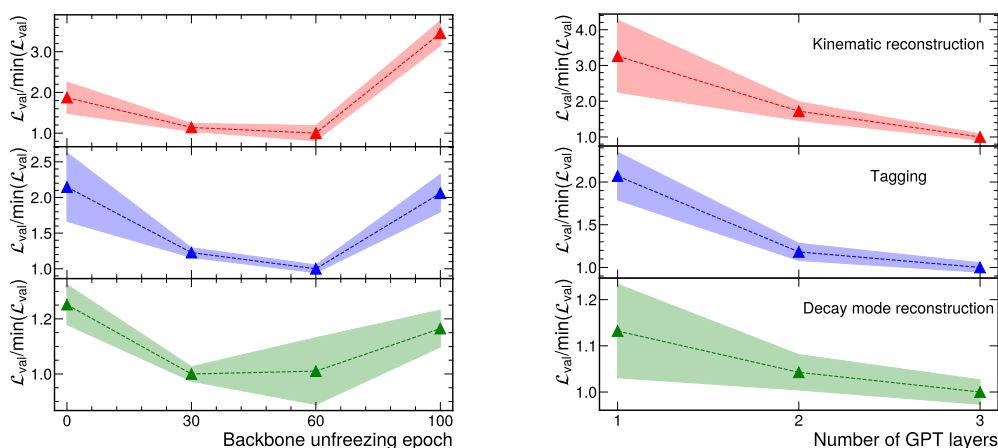 3.0
2.0
1.0
ℒval/min(ℒval)
2.5
2.0
1.5
1.0
ℒval/min(ℒval)
1.2
1.0
ℒval/min(ℒval)
0 30 60 100
Backbone unfreezing epoch
4.0
3.0
2.0
1.0
ℒval/min(ℒval)
Kinematic reconstruction
2.0
1.5
1.0
ℒval/min(ℒval)
Tagging
1.2
1.1
1.0
ℒval/min(ℒval)
Decay mode reconstruction
1 2 3
Number of GPT layers